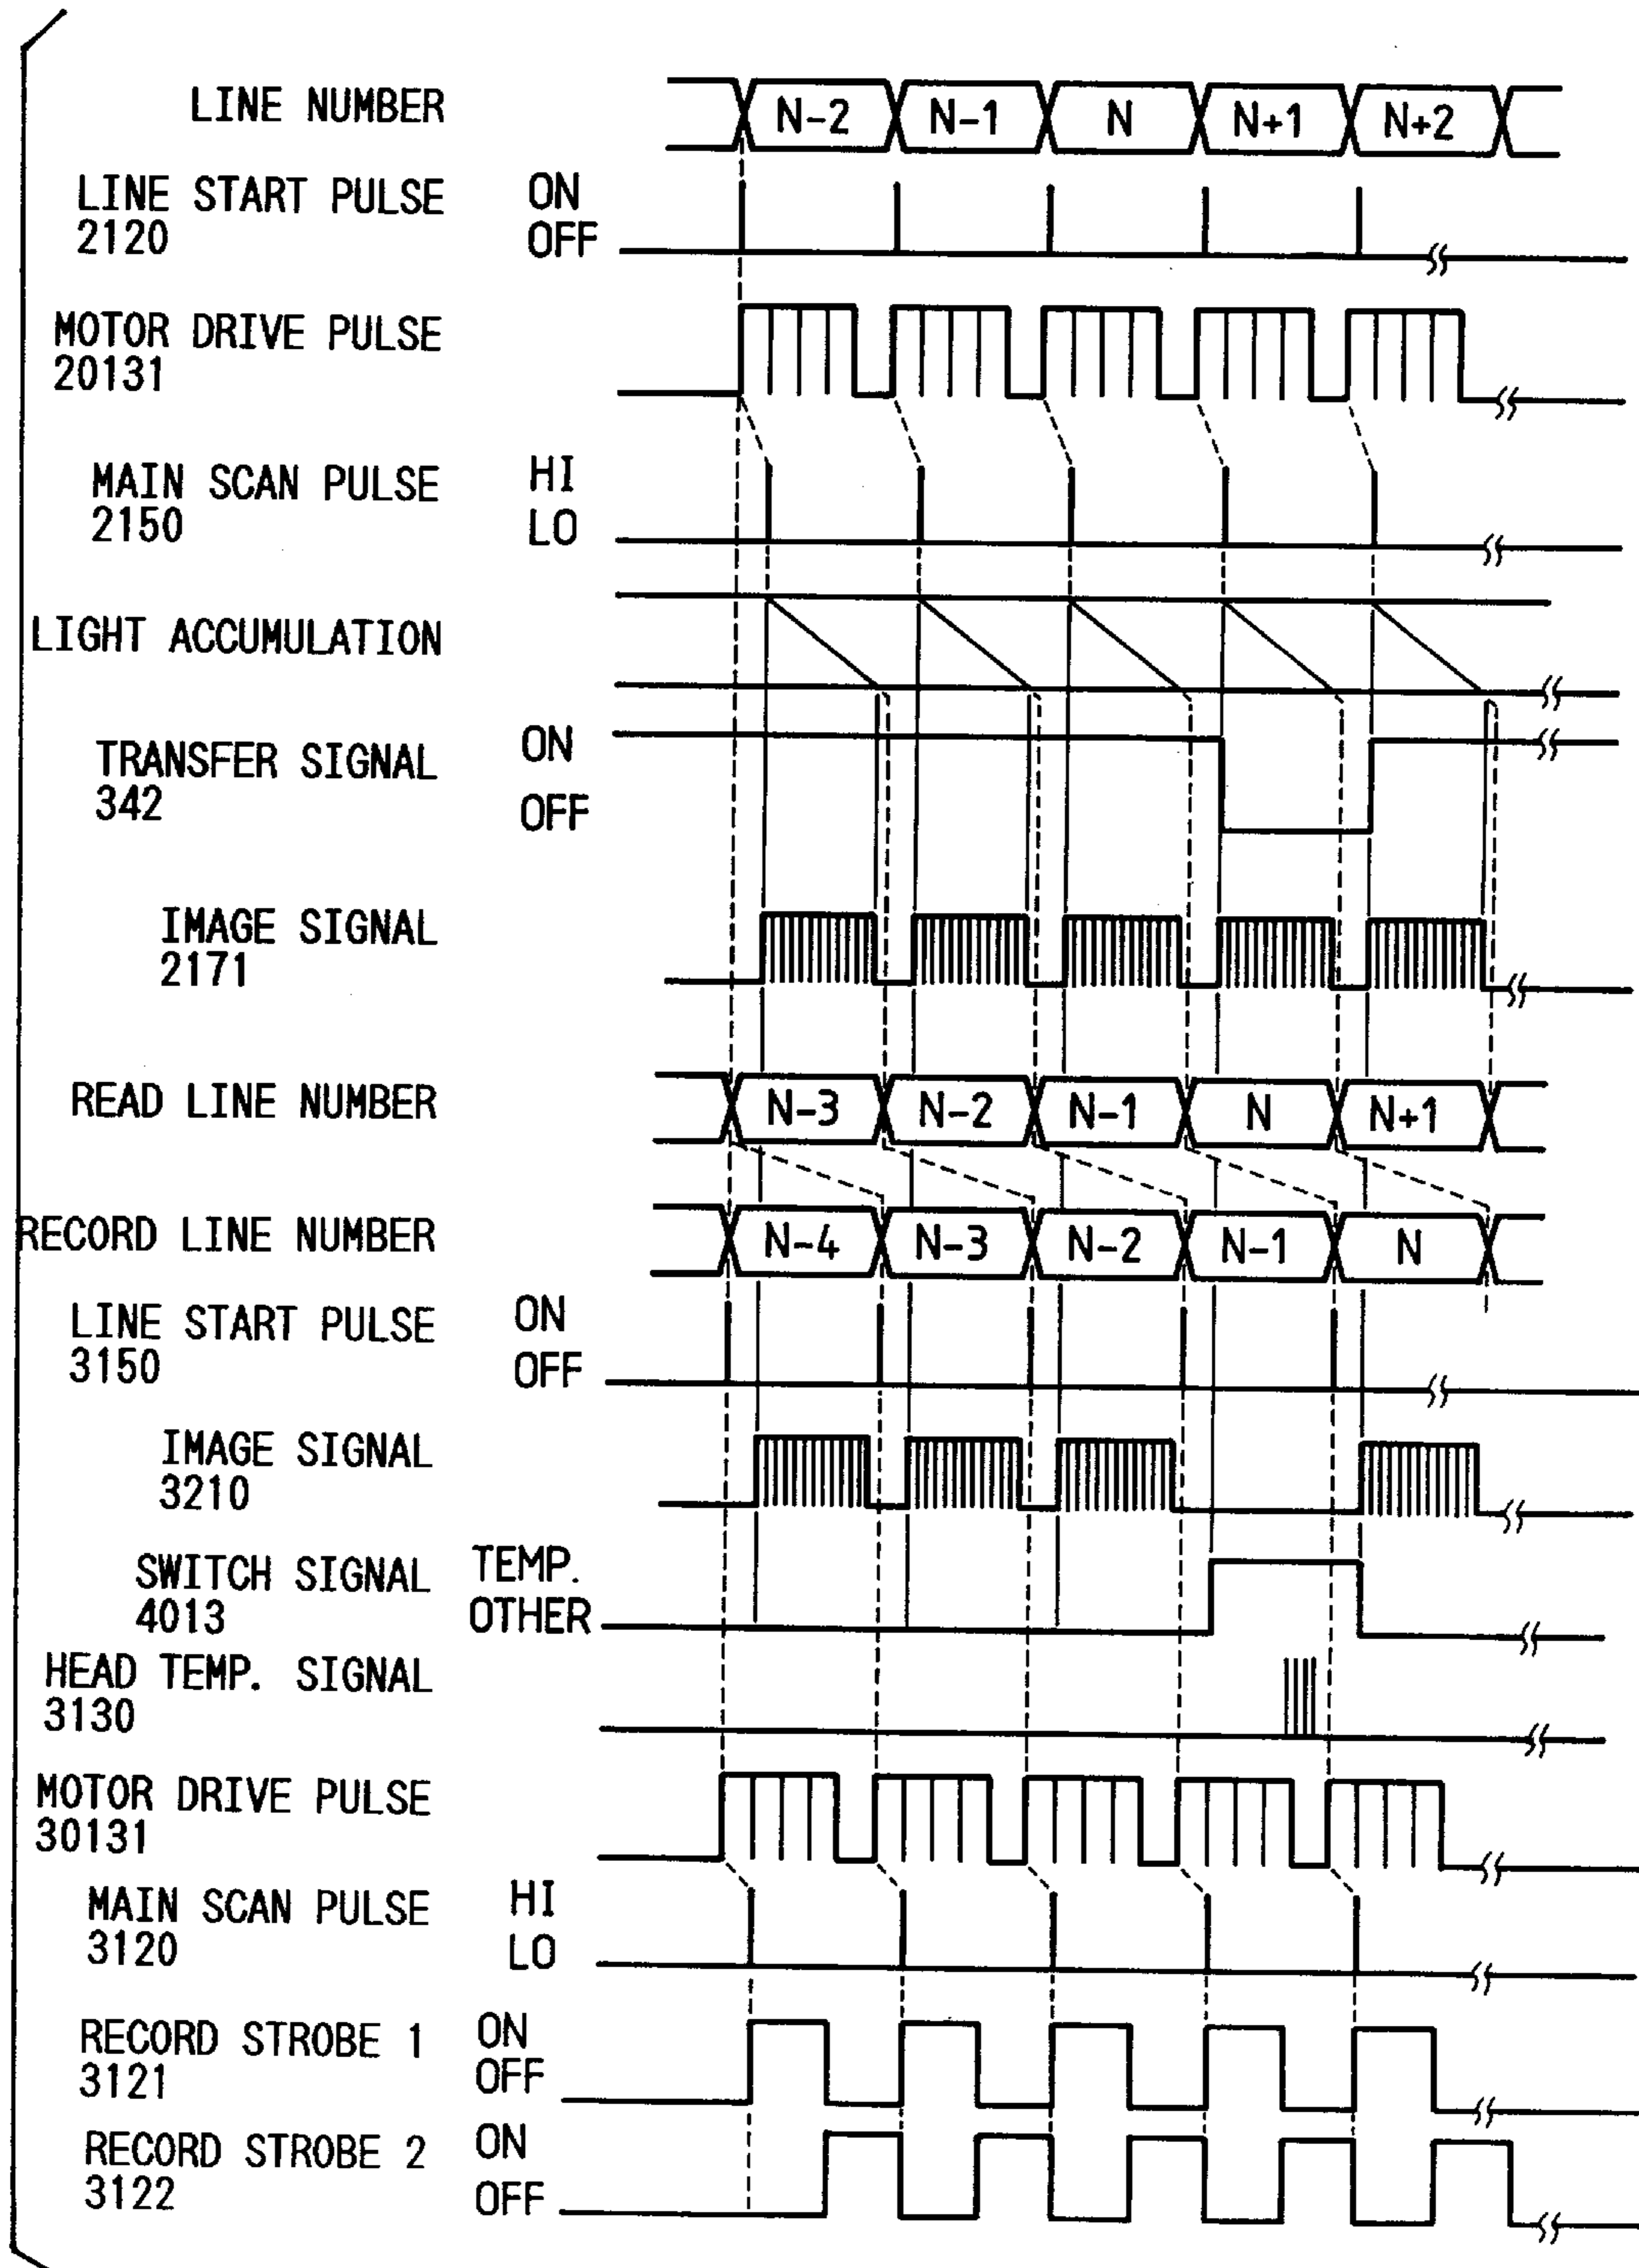 LINE NUMBER
N-2 N-1 N N+1 N+2
LINE START PULSE ON
2120 OFF
MOTOR DRIVE PULSE
20131
MAIN SCAN PULSE HI
2150 LO
LIGHT ACCUMULATION
TRANSFER SIGNAL ON
342 OFF
IMAGE SIGNAL
2171
READ LINE NUMBER N-3 N-2 N-1 N N+1
RECORD LINE NUMBER N-4 N-3 N-2 N-1 N
LINE START PULSE ON
3150 OFF
IMAGE SIGNAL
3210
SWITCH SIGNAL TEMP.
4013 OTHER
HEAD TEMP. SIGNAL
3130
MOTOR DRIVE PULSE
30131
MAIN SCAN PULSE HI
3120 LO
RECORD STROBE 1 ON
3121 OFF
RECORD STROBE 2 ON
3122 OFF